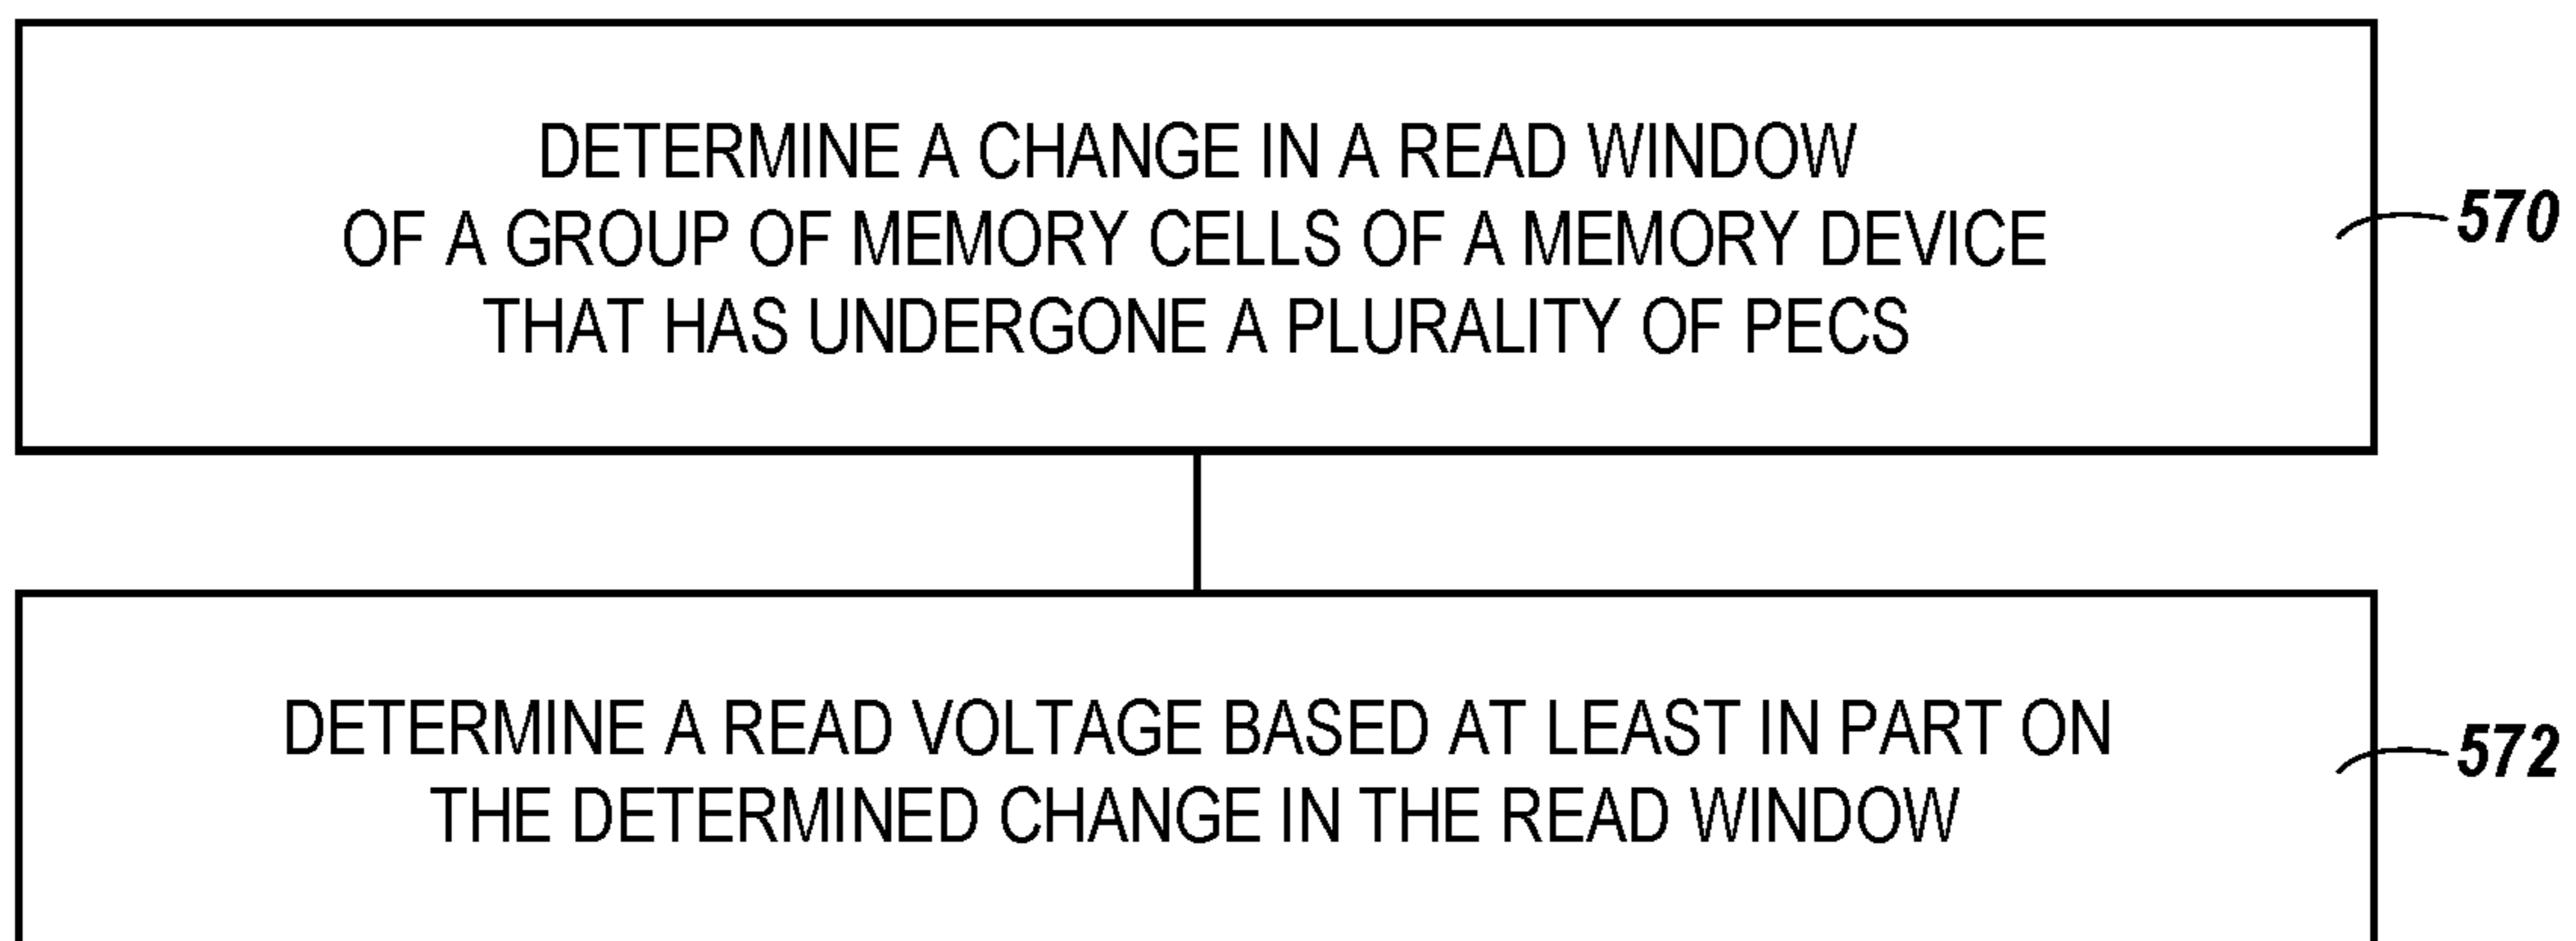 DETERMINE A CHANGE IN A READ WINDOW
OF A GROUP OF MEMORY CELLS OF A MEMORY DEVICE
THAT HAS UNDERGONE A PLURALITY OF PECS
570
DETERMINE A READ VOLTAGE BASED AT LEAST IN PART ON
THE DETERMINED CHANGE IN THE READ WINDOW
572